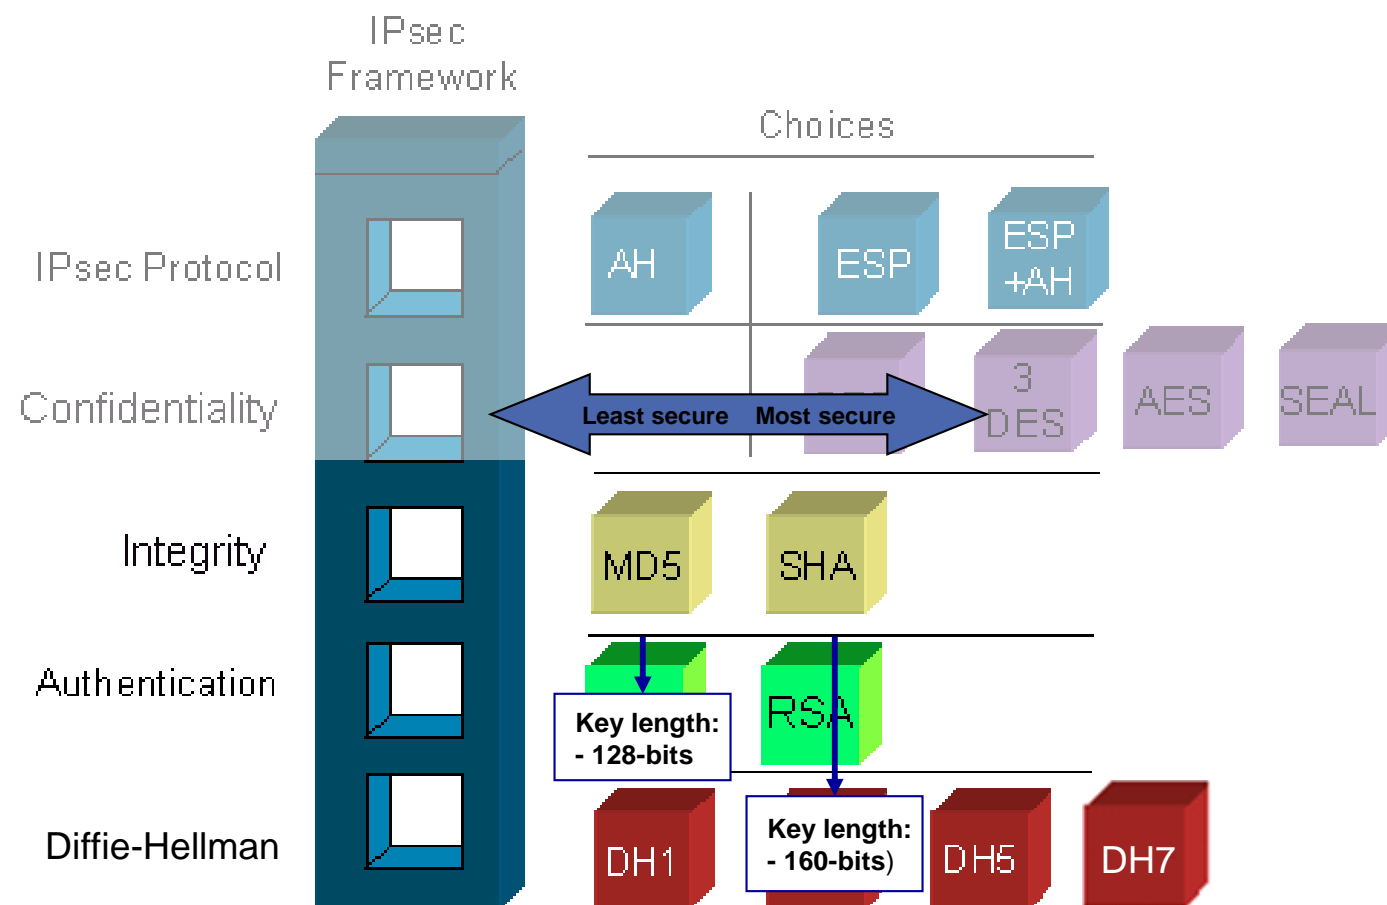 IPsec
Framework
Choices
IPsec Protocol
AH
ESP
ESP
+AH
Confidentiality
3
DES
AES
SEAL
Least secure Most secure
Integrity
MD5
SHA
Authentication
RSA
Key length:
- 128-bits
Diffie-Hellman
DH1
Key length:
- 160-bits)
DH5
DH7